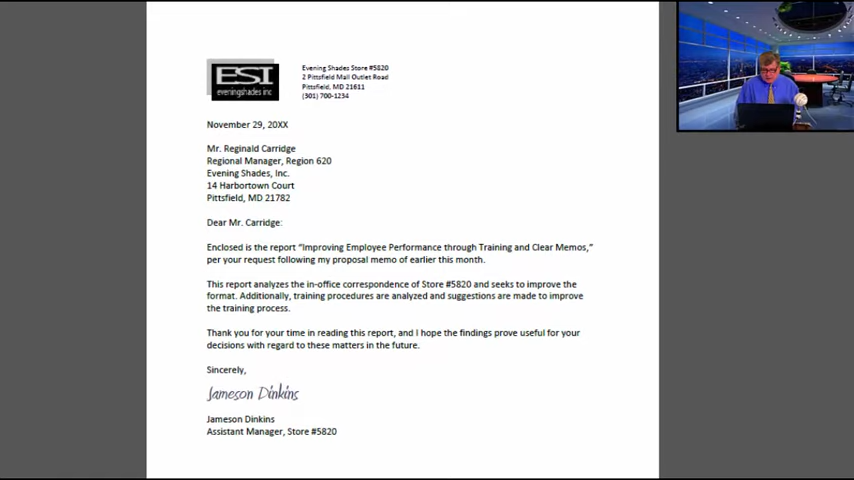 ESI
eveningshades inc
Evening Shades Store #5820
2 Pittsfield Mall Outlet Road
Pittsfield, MD 21611
(301) 700-1234
November 29, 20XX
Mr. Reginald Carridge
Regional Manager, Region 620
Evening Shades, Inc.
14 Harbortown Court
Pittsfield, MD 21782
Dear Mr. Carridge:
Enclosed is the report “Improving Employee Performance through Training and Clear Memos,”
per your request following my proposal memo of earlier this month.
This report analyzes the in-office correspondence of Store #5820 and seeks to improve the
format. Additionally, training procedures are analyzed and suggestions are made to improve
the training process.
Thank you for your time in reading this report, and I hope the findings prove useful for your
decisions with regard to these matters in the future.
Sincerely,
Jameson Dinkins
Jameson Dinkins
Assistant Manager, Store #5820